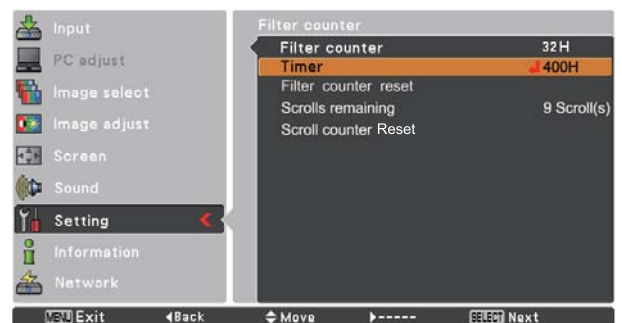 Input
PC adjust
Image select
Image adjust
Screen
Sound
Setting
Information
Network
Filter counter
Filter counter 32H
Timer 400H
Filter counter reset
Scrolls remaining 9 Scroll(s)
Scroll counter Reset
MENU Exit Back Move ----- SELECT Next